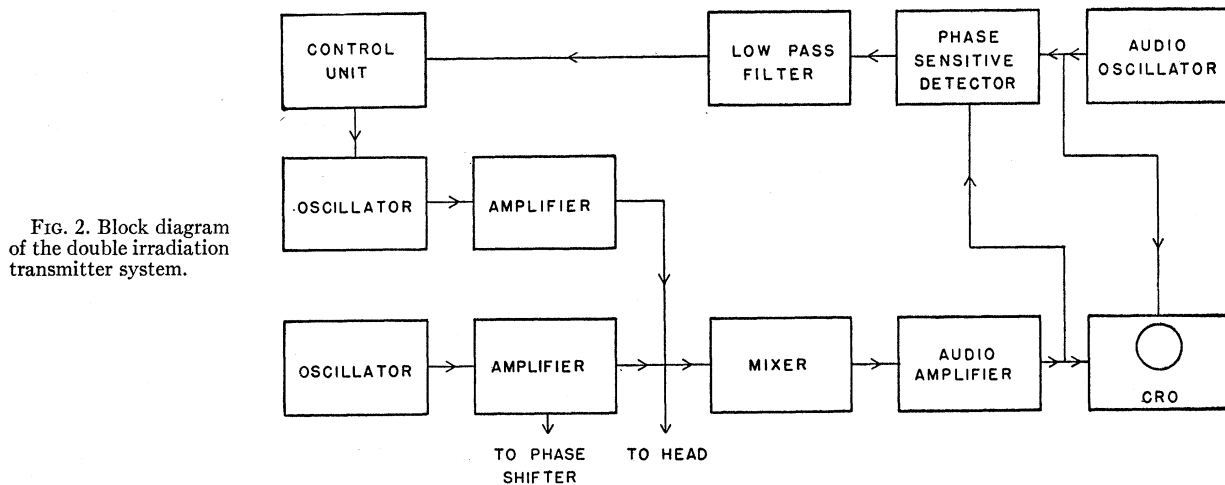 CONTROL
UNIT
LOW PASS
FILTER
PHASE
SENSITIVE
DETECTOR
AUDIO
OSCILLATOR
OSCILLATOR
AMPLIFIER
FIG. 2. Block diagram
of the double irradiation
transmitter system.
OSCILLATOR
AMPLIFIER
MIXER
AUDIO
AMPLIFIER
CRO
TO PHASE
SHIFTER
TO HEAD